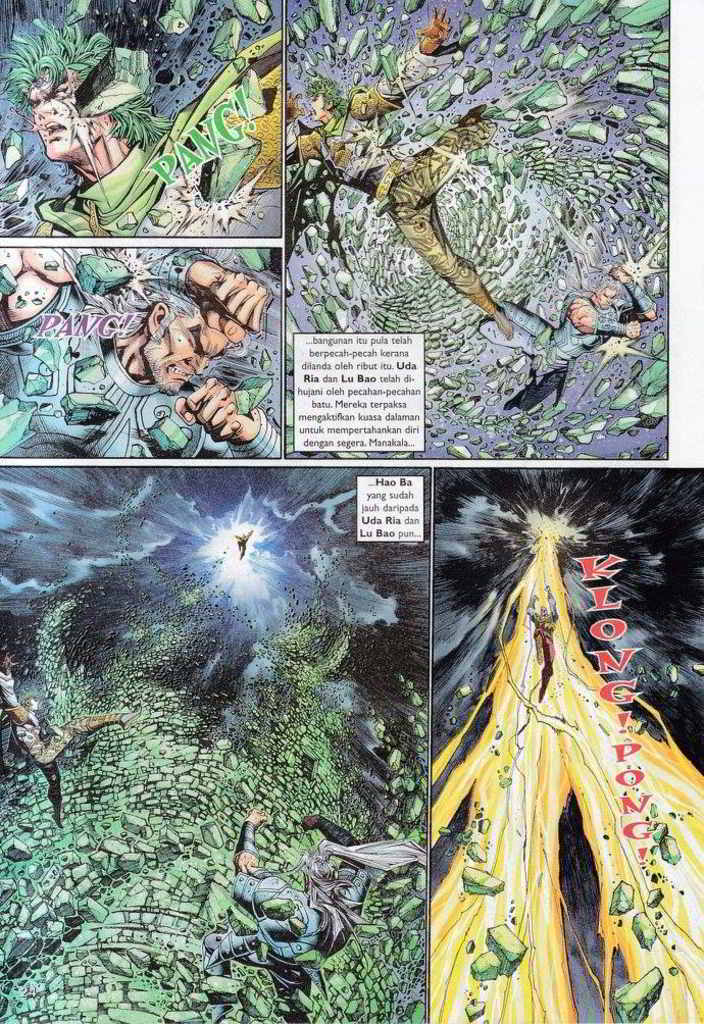 PANG!
PANG!
...bangunan itu pula telah
berpecah-pecah kerana
dilanda oleh ribut itu. Uda
Ria dan Lu Bao telah di-
hujani oleh pecahan-pecahan
batu. Mereka terpaksa
mengaktifkan kuasa dalaman
untuk mempertahankan diri
dengan segera. Manakala...
...Hao Ba
yang sudah
jauh daripada
Uda Ria dan
Lu Bao pun...
KLONG! PONG!